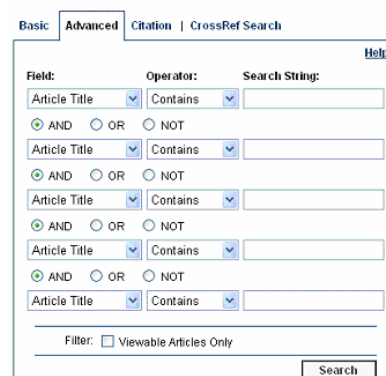 Basic Advanced Citation | CrossRef Search
Help
Field: Operator: Search String:
Article Title Contains
AND OR NOT
Article Title Contains
AND OR NOT
Article Title Contains
AND OR NOT
Article Title Contains
AND OR NOT
Article Title Contains
Filter: Viewable Articles Only
Search